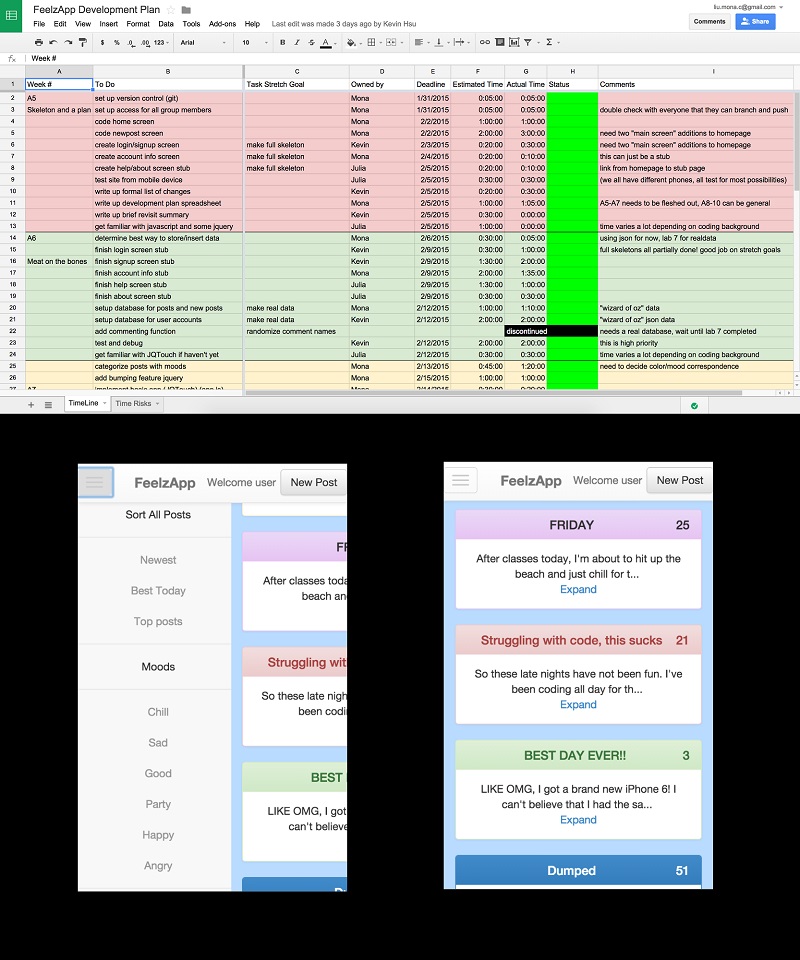 FeelzApp Development Plan
liu.mona.c@gmail.com
File Edit View Insert Format Data Tools Add-ons Help Last edit was made 3 days ago by Kevin Hsu
Comments Share
$ % .0 .00 123 Arial 10 B I S A
fx Week #
A B C D E F G H I
1 Week # To Do Task Stretch Goal Owned by Deadline Estimated Time Actual Time Status Comments
2 A5 set up version control (git) Mona 1/31/2015 0:05:00 0:05:00
3 Skeleton and a plan set up access for all group members Mona 1/31/2015 0:05:00 0:05:00 double check with everyone that they can branch and push
4 code home screen Mona 2/2/2015 1:00:00 1:00:00
5 code newpost screen Mona 2/2/2015 2:00:00 3:00:00 need two "main screen" additions to homepage
6 create login/signup screen make full skeleton Kevin 2/3/2015 0:20:00 0:30:00 need two "main screen" additions to homepage
7 create account info screen make full skeleton Mona 2/4/2015 0:20:00 0:10:00 this can just be a stub
8 create help/about screen stub make full skeleton Julia 2/5/2015 0:20:00 0:10:00 link from homepage to stub page
9 test site from mobile device Julia 2/5/2015 0:30:00 0:30:00 (we all have different phones, all test for most possibilities)
10 write up formal list of changes Kevin 2/5/2015 0:20:00 0:30:00
11 write up development plan spreadsheet Mona 2/5/2015 1:00:00 1:05:00 A5-A7 needs to be fleshed out, A8-10 can be general
12 write up brief revisit summary Kevin 2/5/2015 0:30:00 0:00:00
13 get familiar with javascript and some jquery Julia 2/5/2015 1:00:00 0:00:00 time varies a lot depending on coding background
14 A6 determine best way to store/insert data Mona 2/6/2015 0:30:00 0:05:00 using json for now, lab 7 for realdata
15 finish login screen stub Kevin 2/9/2015 0:30:00 1:00:00 full skeletons all partially done! good job on stretch goals
16 Meat on the bones finish signup screen stub Kevin 2/9/2015 1:30:00 2:00:00
17 finish account info stub Mona 2/9/2015 2:00:00 1:35:00
18 finish help screen stub Julia 2/9/2015 1:30:00 1:00:00
19 finish about screen stub Julia 2/9/2015 0:30:00 0:30:00
20 setup database for posts and new posts make real data Mona 2/12/2015 1:00:00 1:10:00 "wizard of oz" data
21 setup database for user accounts make real data Kevin 2/12/2015 2:00:00 2:00:00 "wizard of oz" json data
22 add commenting function randomize comment names discontinued needs a real database, wait until lab 7 completed
23 test and debug Kevin 2/12/2015 2:00:00 2:00:00 this is high priority
24 get familiar with JQTouch if haven't yet Julia 2/12/2015 0:30:00 0:30:00 time varies a lot depending on coding background
25 categorize posts with moods Mona 2/13/2015 0:45:00 1:20:00 need to decide color/mood correspondence
26 add bumping feature jquery Mona 2/15/2015 1:00:00 1:00:00
TimeLine Time Risks
FeelzApp Welcome user New Post
Sort All Posts
Newest
Best Today
Top posts
Moods
Chill
Sad
Good
Party
Happy
Angry
After classes toda
beach an
Struggling wit
So these late nigh
been codi
BEST
LIKE OMG, I got
can't believe
FeelzApp Welcome user New Post
FRIDAY 25
After classes today, I'm about to hit up the
beach and just chill for t...
Expand
Struggling with code, this sucks 21
So these late nights have not been fun. I've
been coding all day for th...
Expand
BEST DAY EVER!! 3
LIKE OMG, I got a brand new iPhone 6! I
can't believe that I had the sa...
Expand
Dumped 51